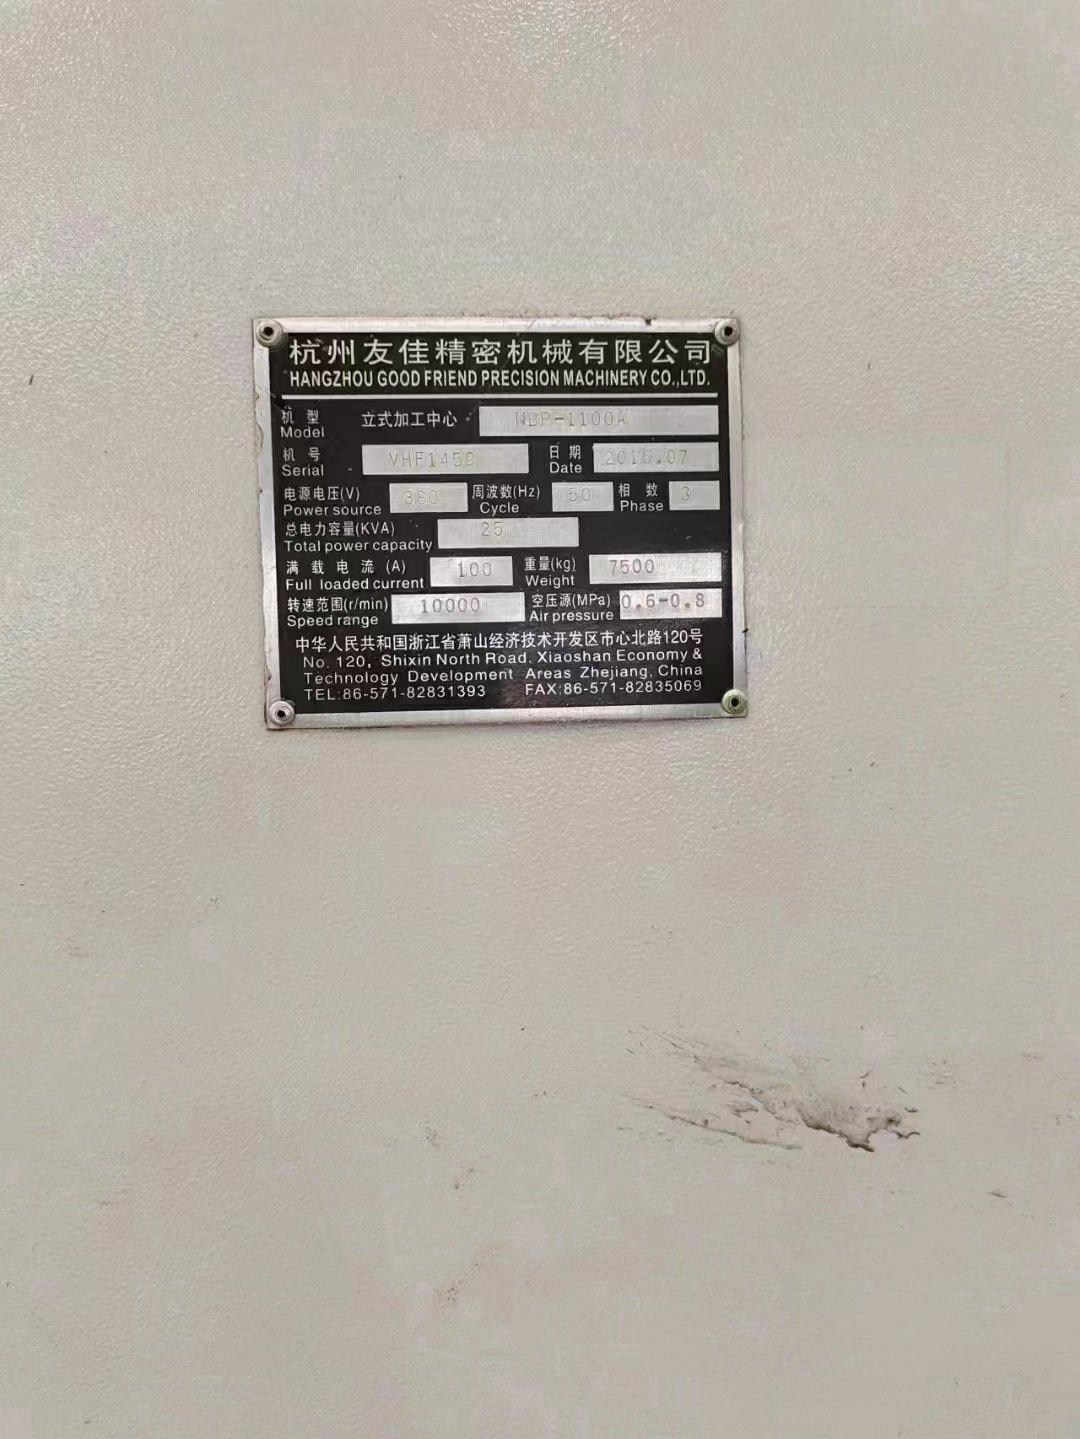 杭州友佳精密机械有限公司
HANGZHOU GOOD FRIEND PRECISION MACHINERY CO.,LTD.
机 型 立式加工中心
Model -1100A
机 号 VHF1459 日 期
Serial Date .07
电源电压(V) 380 周波数(Hz) 50 相 数 3
Power source Cycle Phase
总电力容量(KVA) 25
Total power capacity
满 载 电 流 (A) 100 重量(kg) 7500
Full loaded current Weight
转速范围(r/min) 10000 空压源(MPa) 0.6-0.8
Speed range Air pressure
中华人民共和国浙江省萧山经济技术开发区市心北路120号
No. 120, Shixin North Road, Xiaoshan Economy &
Technology Development Areas Zhejiang, China
TEL:86-571-82831393 FAX:86-571-82835069